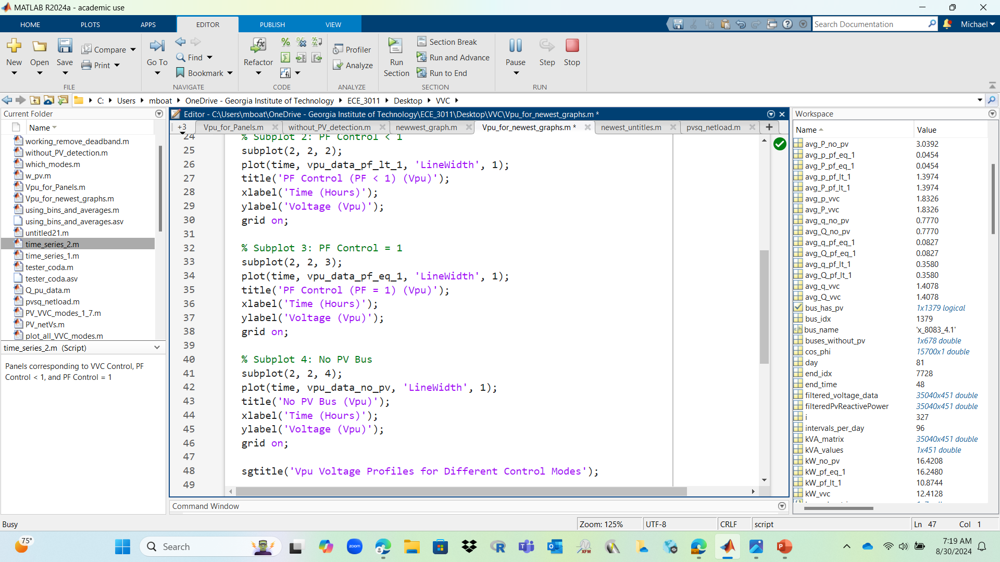 MATLAB R2024a - academic use
HOME PLOTS APPS EDITOR PUBLISH VIEW
Search Documentation
Michael
New
Open
Save
Compare
Print
FILE
Go To
Find
Bookmark
NAVIGATE
Refactor
CODE
Profiler
Analyze
ANALYZE
Run Section
Section Break
Run and Advance
Run to End
SECTION
Pause
Step
Stop
RUN
C: Users mboat OneDrive - Georgia Institute of Technology ECE_3011 Desktop VVC
Current Folder
Name
working_remove_deadband.m
without_PV_detection.m
which_modes.m
w_pv.m
Vpu_for_Panels.m
Vpu_for_newest_graphs.m
using_bins_and_averages.m
using_bins_and_averages.asv
untitled21.m
time_series_2.m
time_series_1.m
tester_coda.m
tester_coda.asv
Q_pu_data.m
pvsq_netload.m
PV_VVC_modes_1_7.m
PV_netVs.m
plot_all_VVC_modes.m
time_series_2.m (Script)
Panels corresponding to VVC Control, PF
Control < 1, and PF Control = 1
Editor - C:\Users\mboat\OneDrive - Georgia Institute of Technology\ECE_3011\Desktop\VVC\Vpu_for_newest_graphs.m *
+3 Vpu_for_Panels.m without_PV_detection.m newwest_graph.m Vpu_for_newest_graphs.m * newest_untitles.m pvsq_netload.m
24 % Subplot 2: PF Control < 1
25 subplot(2, 2, 2);
26 plot(time, vpu_data_pf_lt_1, 'LineWidth', 1);
27 title('PF Control (PF < 1) (Vpu)');
28 xlabel('Time (Hours)');
29 ylabel('Voltage (Vpu)');
30 grid on;
31
32 % Subplot 3: PF Control = 1
33 subplot(2, 2, 3);
34 plot(time, vpu_data_pf_eq_1, 'LineWidth', 1);
35 title('PF Control (PF = 1) (Vpu)');
36 xlabel('Time (Hours)');
37 ylabel('Voltage (Vpu)');
38 grid on;
39
40 % Subplot 4: No PV Bus
41 subplot(2, 2, 4);
42 plot(time, vpu_data_no_pv, 'LineWidth', 1);
43 title('No PV Bus (Vpu)');
44 xlabel('Time (Hours)');
45 ylabel('Voltage (Vpu)');
46 grid on;
47
48 sgtitle('Vpu Voltage Profiles for Different Control Modes');
49
Command Window
Workspace
Name Value
avg_P_no_pv 3.0392
avg_p_pf_eq_1 0.0454
avg_P_pf_eq_1 0.0454
avg_p_pf_lt_1 1.3974
avg_P_pf_lt_1 1.3974
avg_p_vvc 1.8326
avg_P_vvc 1.8326
avg_q_no_pv 0.7770
avg_Q_no_pv 0.7770
avg_q_pf_eq_1 0.0827
avg_Q_pf_eq_1 0.0827
avg_q_pf_lt_1 0.3580
avg_Q_pf_lt_1 0.3580
avg_q_vvc 1.4078
avg_Q_vvc 1.4078
bus_has_pv 1x1379 logical
bus_idx 1379
bus_name 'x_8083_4.1'
buses_without_pv 1x678 double
cos_phi 15700x1 double
day 81
end_idx 7728
end_time 48
filtered_voltage_data 35040x451 double
filteredPvReactivePower 35040x451 double
i 327
intervals_per_day 96
kVA_matrix 35040x451 double
kVA_values 1x451 double
kW_no_pv 16.4208
kW_pf_eq_1 16.2480
kW_pf_lt_1 10.8744
kW_vvc 12.4128
Busy
Zoom: 125% UTF-8 CRLF script Ln 47 Col 1
75°
Search
zoom
XFM
7:19 AM
8/30/2024